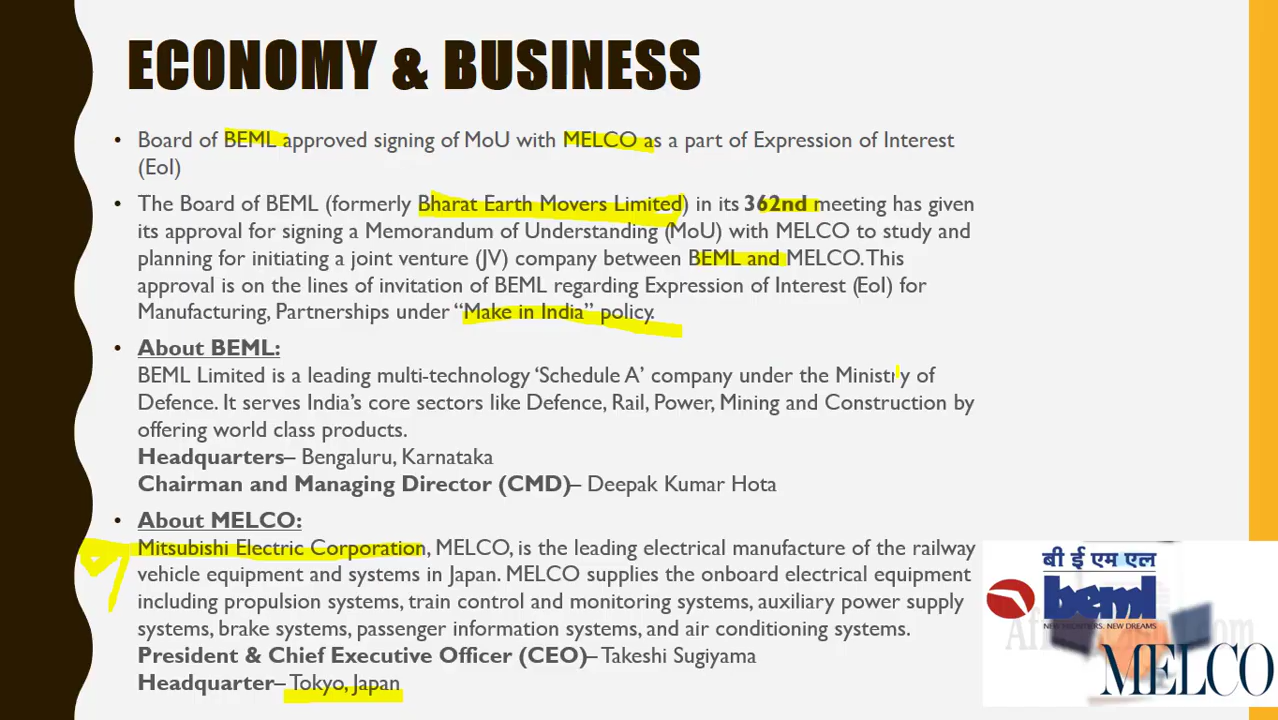 ECONOMY & BUSINESS
• Board of BEML approved signing of MoU with MELCO as a part of Expression of Interest
(EoI)
• The Board of BEML (formerly Bharat Earth Movers Limited) in its 362nd meeting has given
its approval for signing a Memorandum of Understanding (MoU) with MELCO to study and
planning for initiating a joint venture (JV) company between BEML and MELCO. This
approval is on the lines of invitation of BEML regarding Expression of Interest (EoI) for
Manufacturing, Partnerships under “Make in India” policy.
• About BEML:
BEML Limited is a leading multi-technology ‘Schedule A’ company under the Ministry of
Defence. It serves India’s core sectors like Defence, Rail, Power, Mining and Construction by
offering world class products.
Headquarters– Bengaluru, Karnataka
Chairman and Managing Director (CMD)– Deepak Kumar Hota
• About MELCO:
Mitsubishi Electric Corporation, MELCO, is the leading electrical manufacture of the railway
vehicle equipment and systems in Japan. MELCO supplies the onboard electrical equipment
including propulsion systems, train control and monitoring systems, auxiliary power supply
systems, brake systems, passenger information systems, and air conditioning systems.
President & Chief Executive Officer (CEO)– Takeshi Sugiyama
Headquarter– Tokyo, Japan
बी ई एम एल
beml
NEW FRONTIERS. NEW DREAMS
MELCO